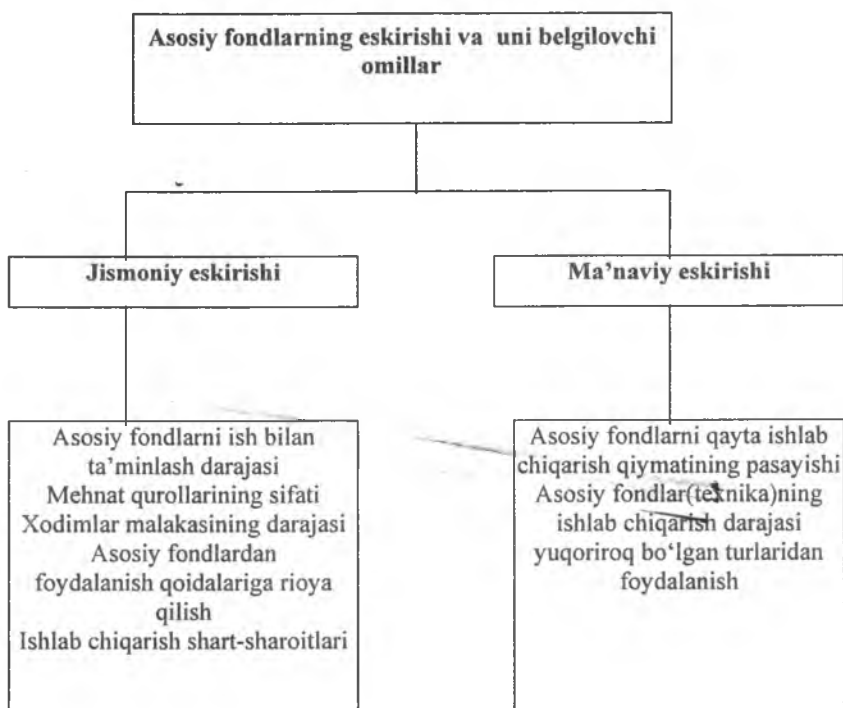 Asosiy fondlarning eskirishi va uni belgilovchi
omillar
Jismoniy eskirishi
Ma'naviy eskirishi
Asosiy fondlarni ish bilan
ta'minlash darajasi
Mehnat qurollarining sifati
Xodimlar malakasining darajasi
Asosiy fondlardan
foydalanish qoidalariga rioya
qilish
Ishlab chiqarish shart-sharoitlari
Asosiy fondlarni qayta ishlab
chiqarish qiymatining pasayishi
Asosiy fondlar(texnika)ning
ishlab chiqarish darajasi
yuqoriroq bo‘lgan turlaridan
foydalanish